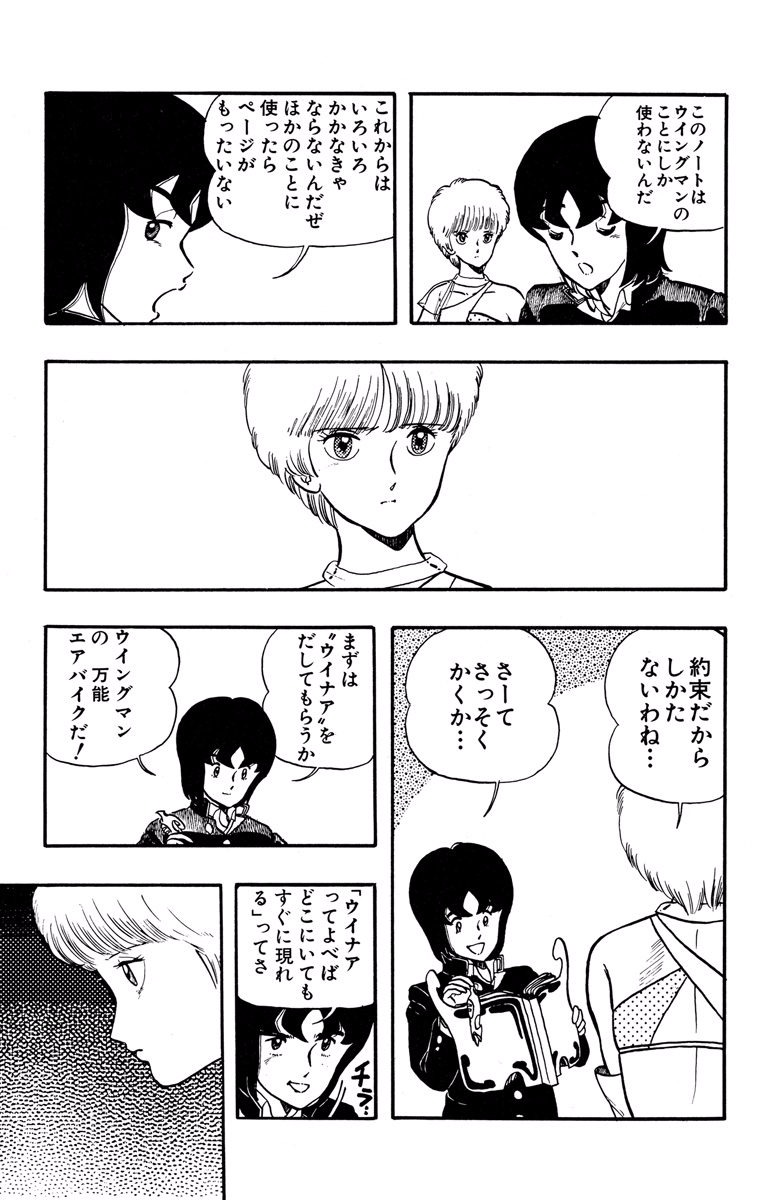 このノートは
ウイングマンの
ことにしか
使わないんだ
これからは
いろいろ
かかなきゃ
ならないんだぜ
ほかのことに
使ったら
ページが
もったいない
約束だから
しかた
ないわね…
さーて
さっそく
かくか…
まずは
〝ウイナア〟を
だしてもらうか
ウイングマン
の 万能
エアバイクだ!
「ウイナア
ってよべば
どこにいても
すぐに現れ
る」ってさ
チラ…